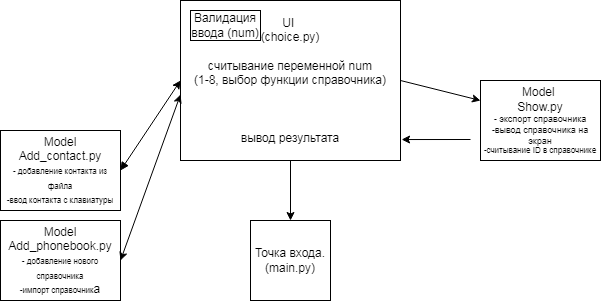 Валидация
ввода (num)
UI
(choice.py)
считывание переменной num
(1-8, выбор функции справочника)
вывод результата
Model
Show.py
- экспорт справочника
-вывод справочника на
экран
-считывание ID в справочнике
Model
Add_contact.py
- добавление контакта из
файла
-ввод контакта с клавиатуры
Model
Add_phonebook.py
- добавление нового
справочника
-импорт справочника
Точка входа.
(main.py)